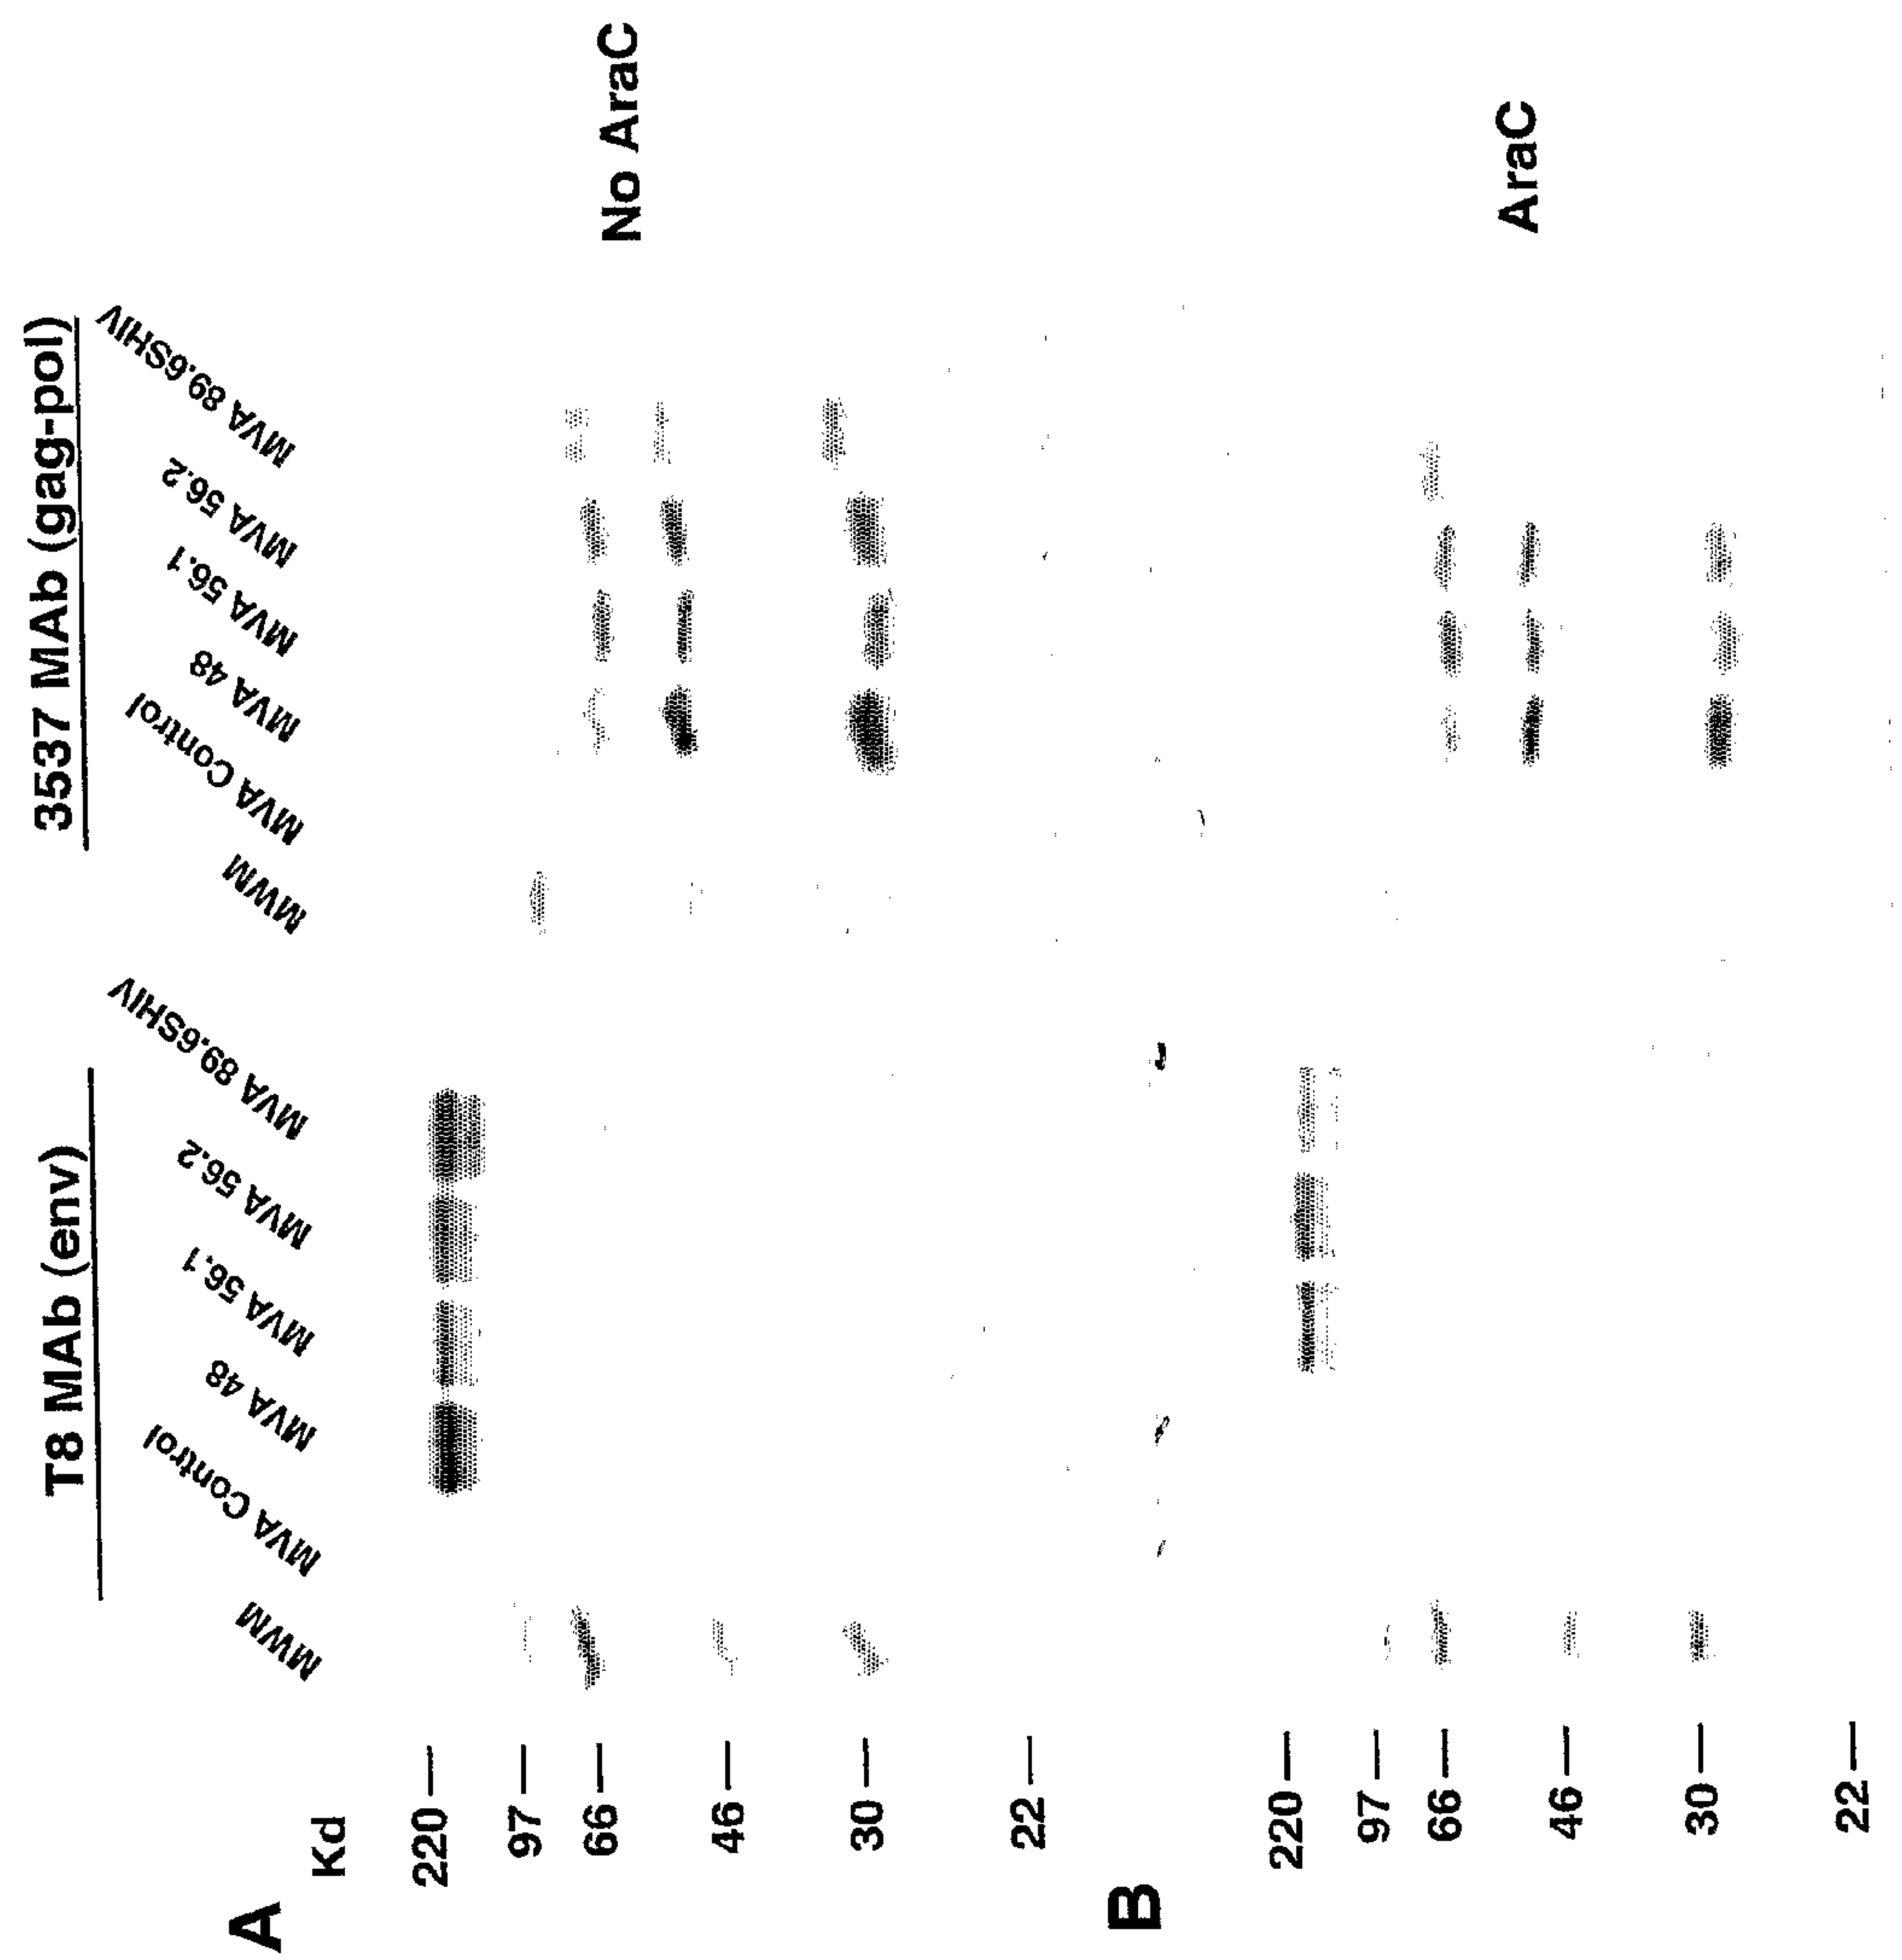 T8 MAb (env)
3537 MAb (gag-pol)
MWM
MVA Control
MVA 48
MVA 56.1
MVA 56.2
MVA 89.6SHIV
MWM
MVA Control
MVA 48
MVA 56.1
MVA 56.2
MVA 89.6SHIV
A
Kd
220
97
66
46
30
22
No AraC
B
220
97
66
46
30
22
AraC